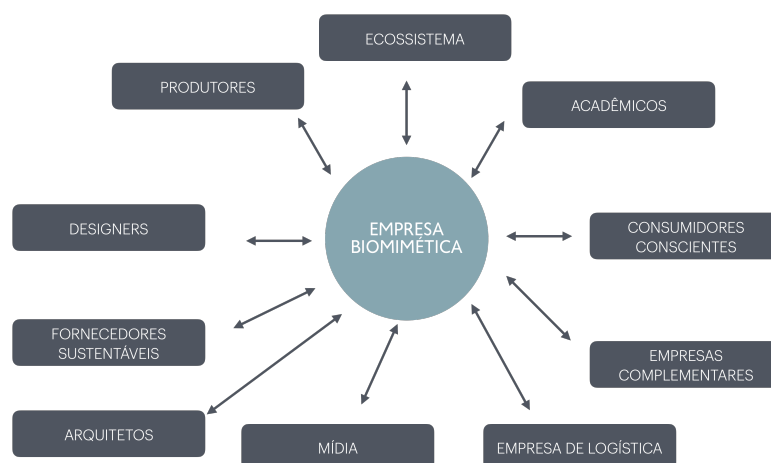 ECOSSISTEMA
PRODUTORES
ACADÊMICOS
DESIGNERS
EMPRESA
BIOMIMÉTICA
CONSUMIDORES
CONSCIENTES
FORNECEDORES
SUSTENTÁVEIS
EMPRESAS
COMPLEMENTARES
ARQUITETOS
MÍDIA
EMPRESA DE LOGÍSTICA